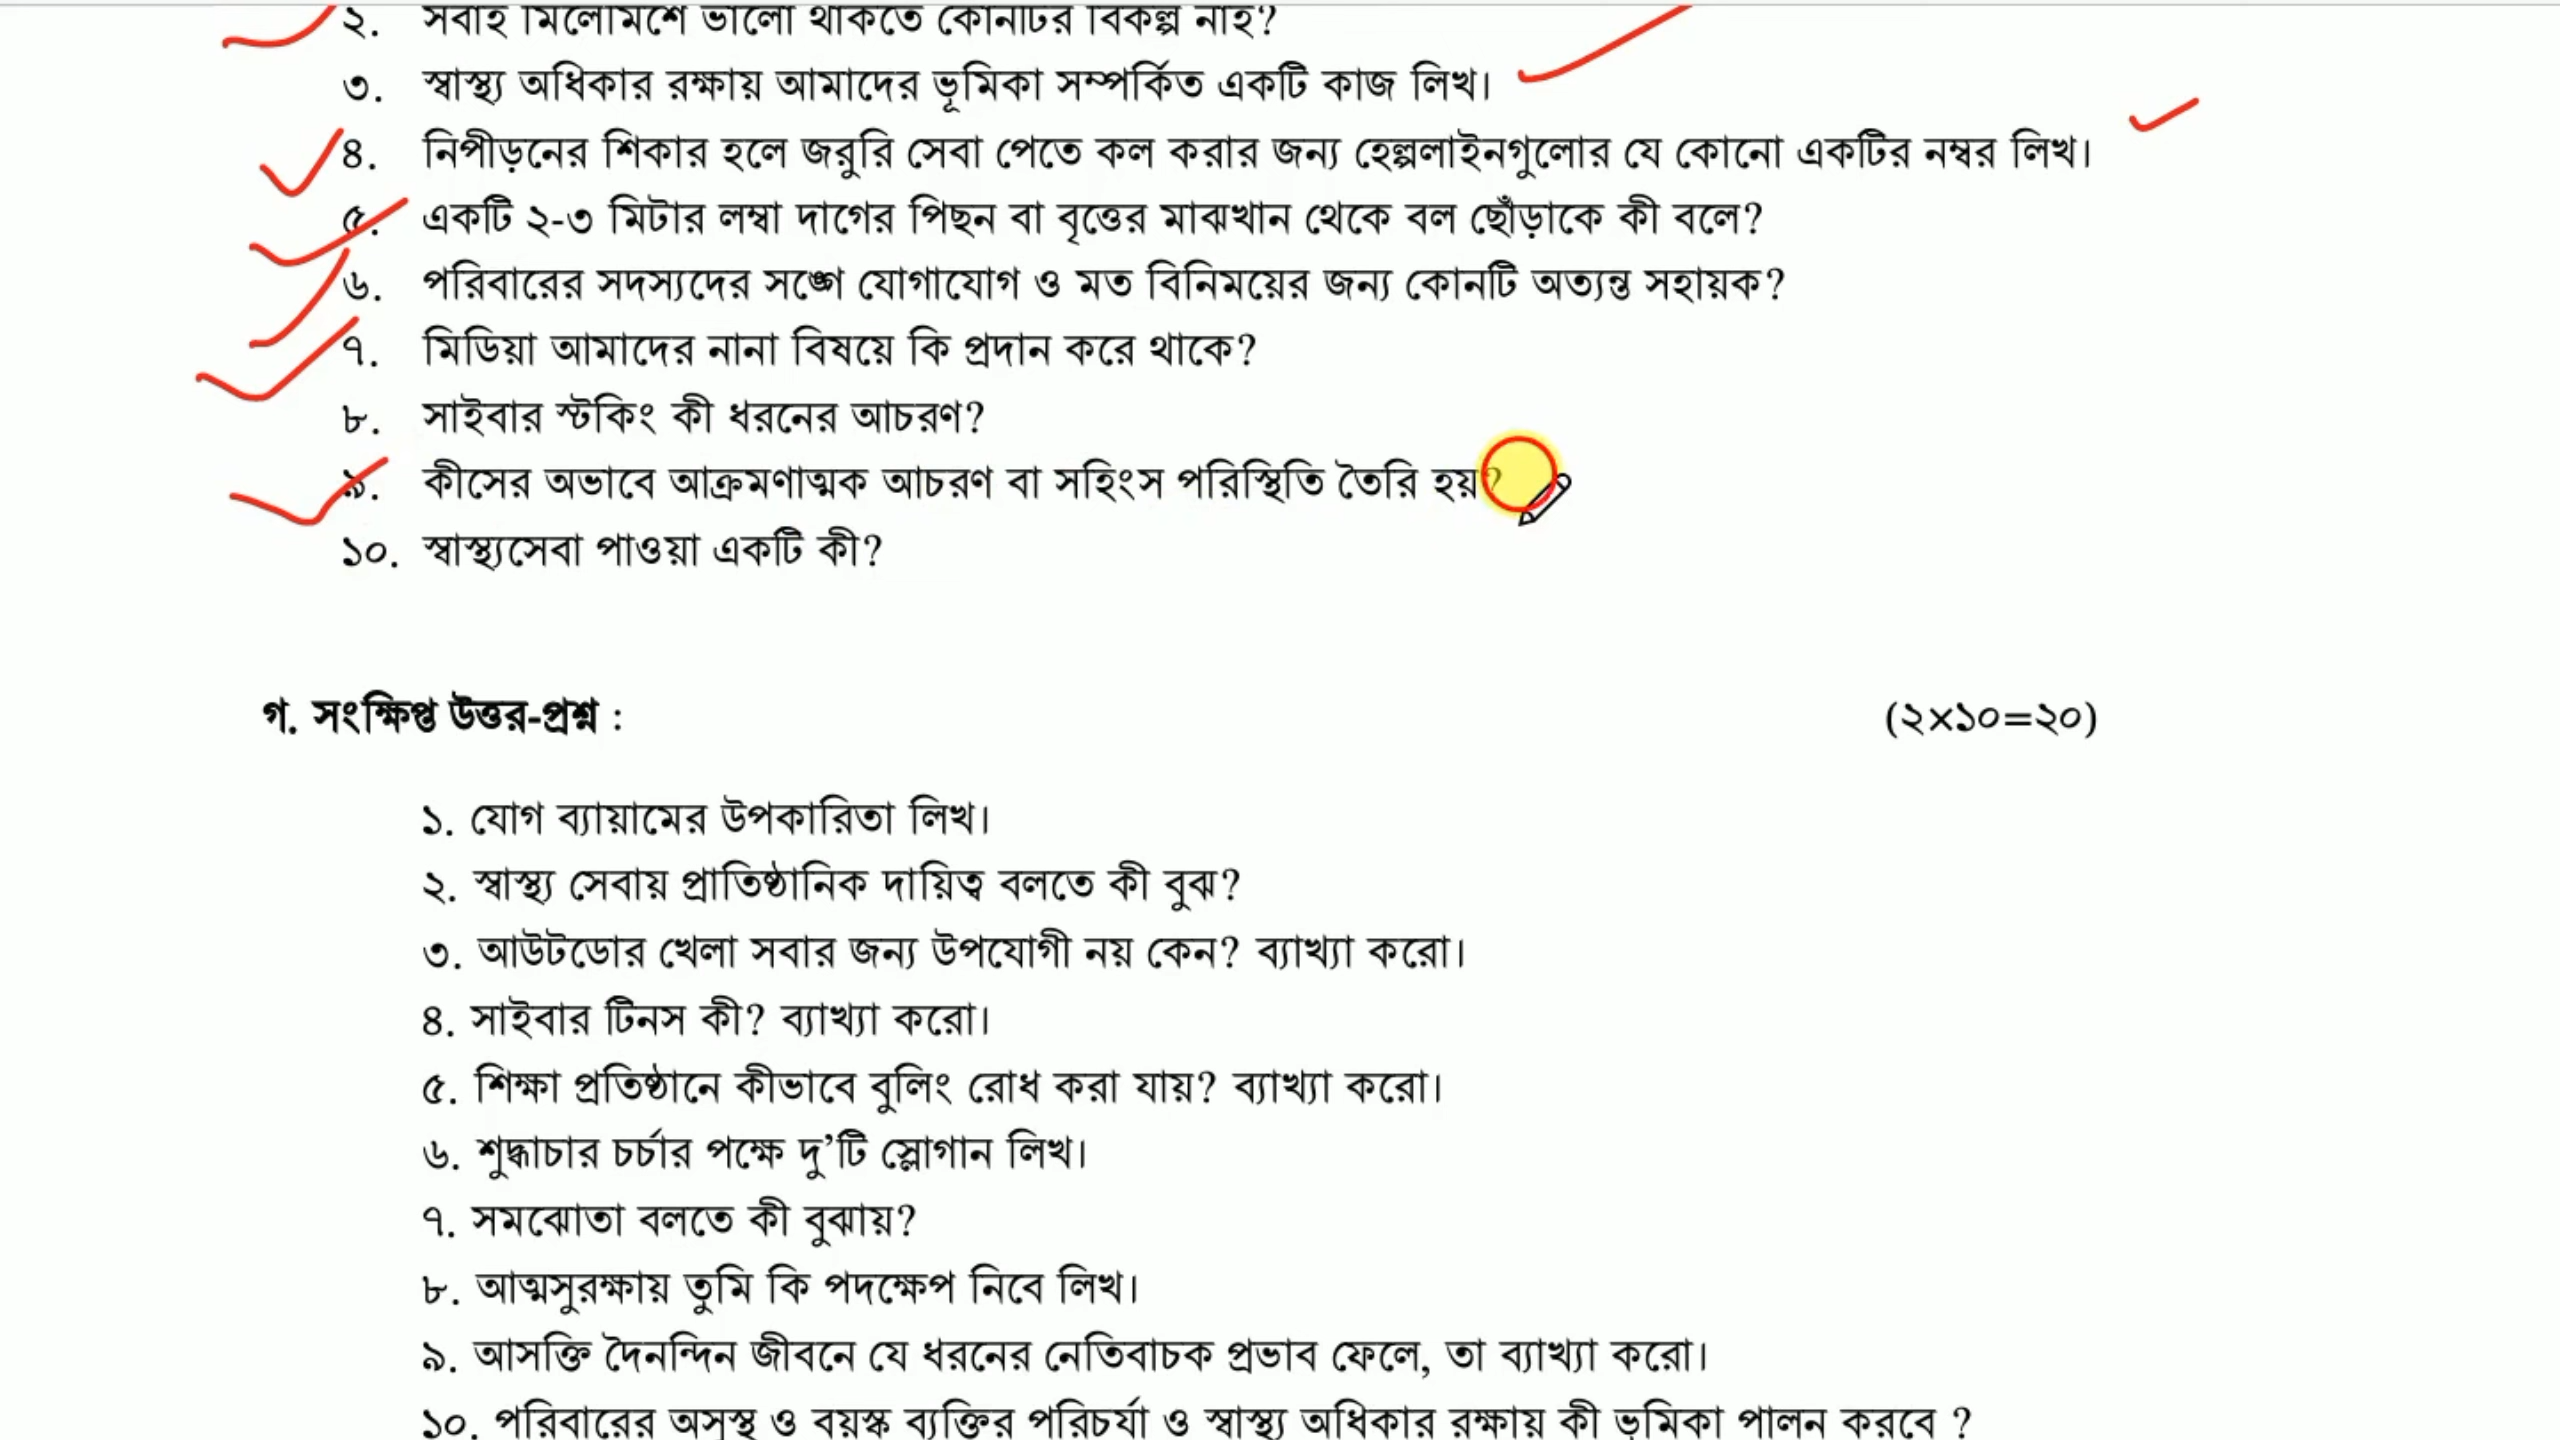 ২. সবাই মিলেমিশে ভালো থাকতে কোনটির বিকল্প নাই?
৩. স্বাস্থ্য অধিকার রক্ষায় আমাদের ভূমিকা সম্পর্কিত একটি কাজ লিখ।
৪. নিপীড়নের শিকার হলে জরুরি সেবা পেতে কল করার জন্য হেল্পলাইনগুলোর যে কোনো একটির নম্বর লিখ।
৫. একটি ২-৩ মিটার লম্বা দাগের পিছন বা বৃত্তের মাঝখান থেকে বল ছোঁড়াকে কী বলে?
৬. পরিবারের সদস্যদের সঙ্গে যোগাযোগ ও মত বিনিময়ের জন্য কোনটি অত্যন্ত সহায়ক?
৭. মিডিয়া আমাদের নানা বিষয়ে কি প্রদান করে থাকে?
৮. সাইবার স্টকিং কী ধরনের আচরণ?
৯. কীসের অভাবে আক্রমণাত্মক আচরণ বা সহিংস পরিস্থিতি তৈরি হয়?
১০. স্বাস্থ্যসেবা পাওয়া একটি কী?
গ. সংক্ষিপ্ত উত্তর-প্রশ্ন : (২×১০=২০)
১. যোগ ব্যায়ামের উপকারিতা লিখ।
২. স্বাস্থ্য সেবায় প্রাতিষ্ঠানিক দায়িত্ব বলতে কী বুঝ?
৩. আউটডোর খেলা সবার জন্য উপযোগী নয় কেন? ব্যাখ্যা করো।
৪. সাইবার টিনস কী? ব্যাখ্যা করো।
৫. শিক্ষা প্রতিষ্ঠানে কীভাবে বুলিং রোধ করা যায়? ব্যাখ্যা করো।
৬. শুদ্ধাচার চর্চার পক্ষে দু’টি স্লোগান লিখ।
৭. সমঝোতা বলতে কী বুঝায়?
৮. আত্মসুরক্ষায় তুমি কি পদক্ষেপ নিবে লিখ।
৯. আসক্তি দৈনন্দিন জীবনে যে ধরনের নেতিবাচক প্রভাব ফেলে, তা ব্যাখ্যা করো।
১০. পরিবারের অসুস্থ ও বয়স্ক ব্যক্তির পরিচর্যা ও স্বাস্থ্য অধিকার রক্ষায় কী ভূমিকা পালন করবে ?